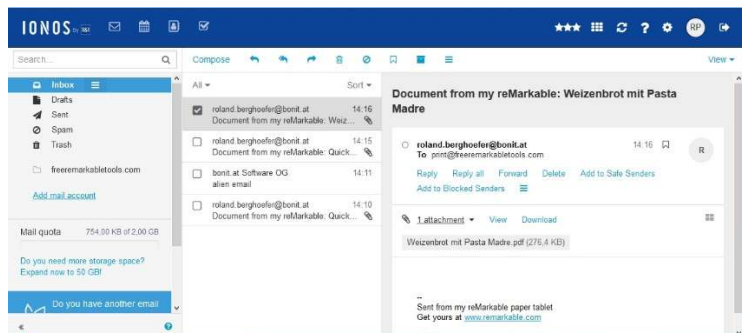 IONOS by 1&1
RP
Search...
Compose
View
Inbox
Drafts
Sent
Spam
Trash
freeremarkabletools.com
Add mail account
Mail quota 754,00 KB of 2,00 GB
Do you need more storage space?
Expand now to 50 GB!
Do you have another email
All Sort
roland.berghoefer@bonit.at 14:16
Document from my reMarkable: Weiz...
roland.berghoefer@bonit.at 14:15
Document from my reMarkable: Quick...
bonit.at Software OG 14:11
alien email
roland.berghoefer@bonit.at 14:10
Document from my reMarkable: Quick...
Document from my reMarkable: Weizenbrot mit Pasta
Madre
roland.berghoefer@bonit.at 14:16 R
To print@freeremarkabletools.com
Reply Reply all Forward Delete Add to Safe Senders
Add to Blocked Senders
1 attachment View Download
Weizenbrot mit Pasta Madre.pdf (276,4 KB)
--
Sent from my reMarkable paper tablet
Get yours at www.remarkable.com